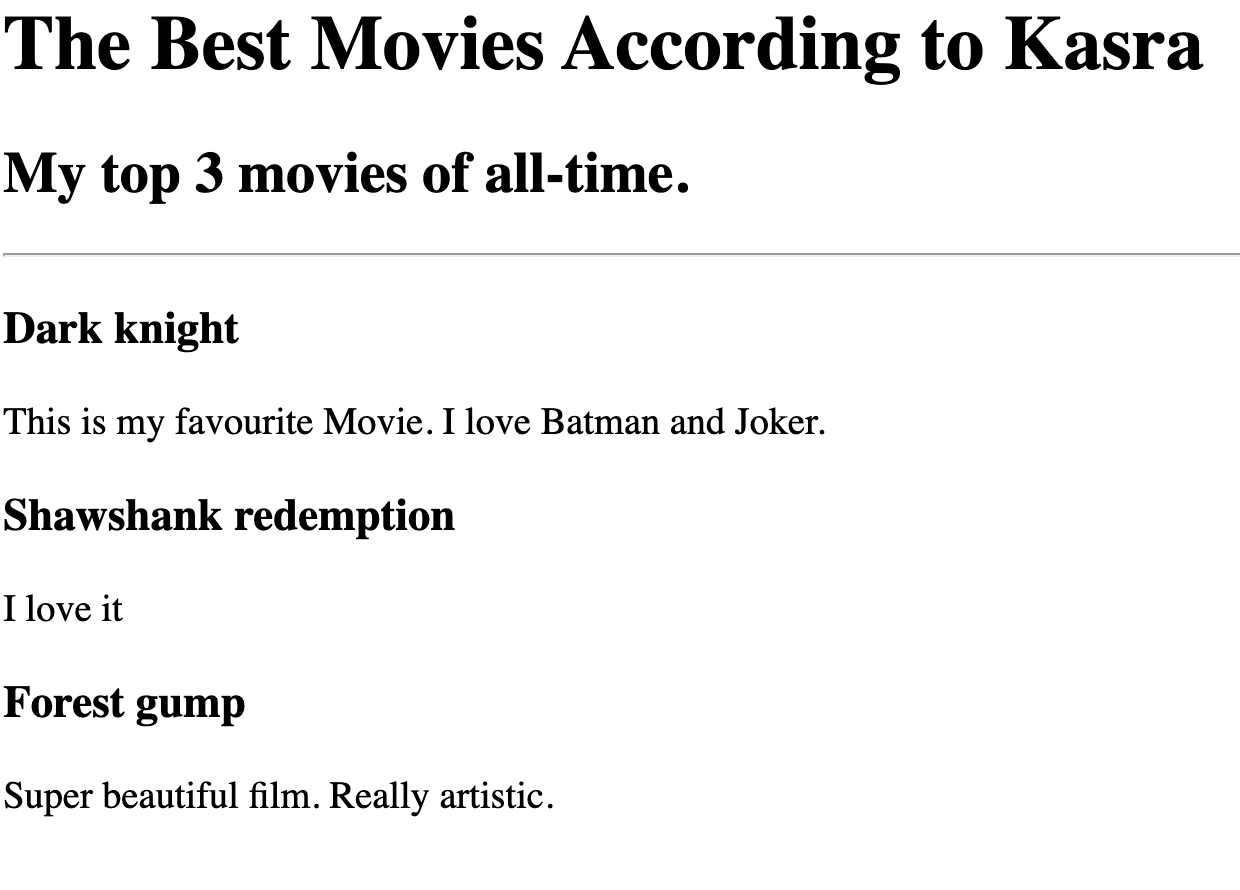 The Best Movies According to Kasra
My top 3 movies of all-time.
Dark knight
This is my favourite Movie. I love Batman and Joker.
Shawshank redemption
I love it
Forest gump
Super beautiful film. Really artistic.